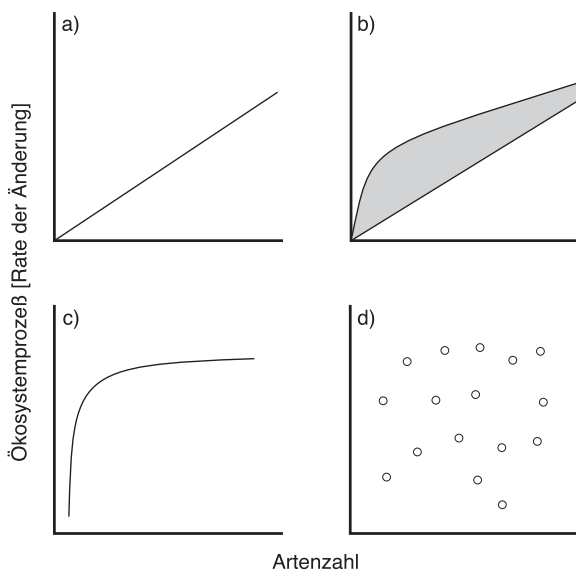 a)
b)
Ökosystemprozeß [Rate der Änderung]
c)
d)
Artenzahl